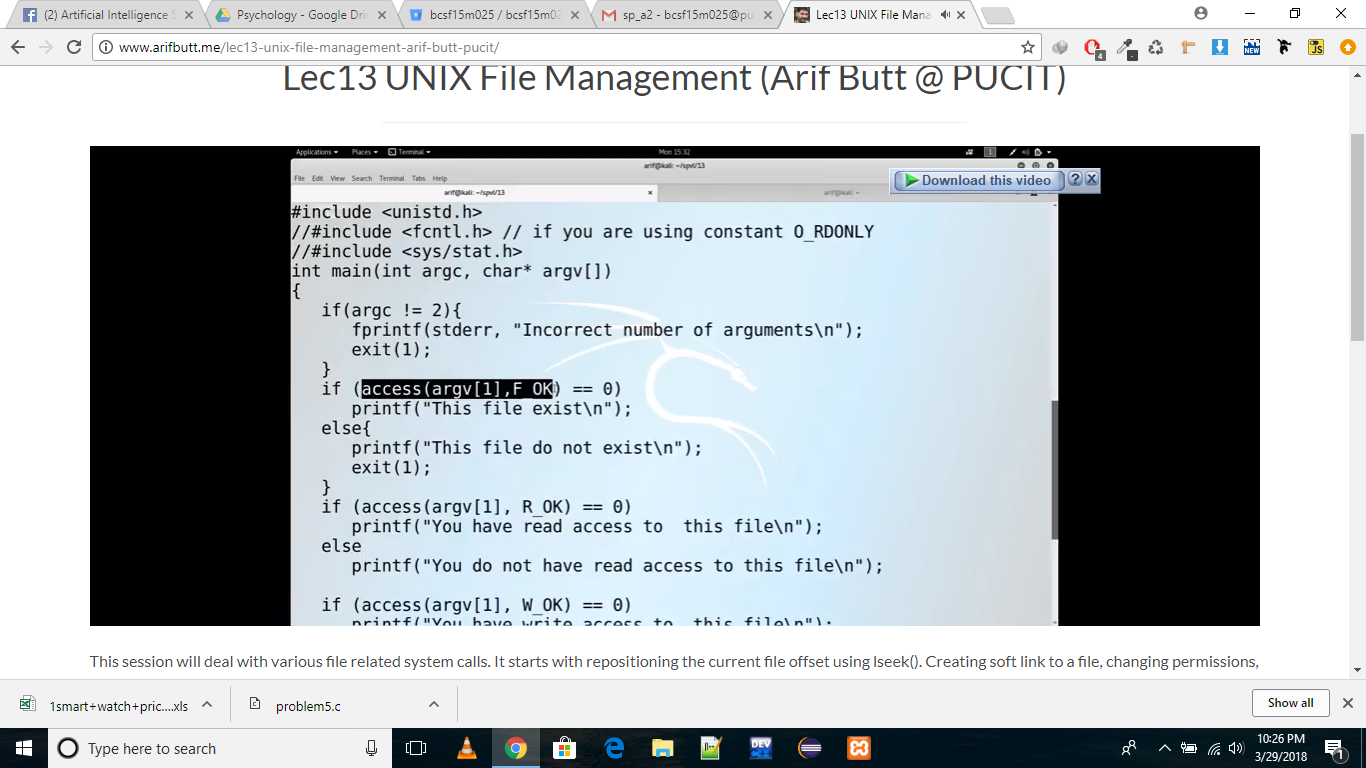 (2) Artificial Intelligence S
Psychology - Google Dri
bcsf15m025 / bcsf15m02
sp_a2 - bcsf15m025@pu
Lec13 UNIX File Mana
www.arifbutt.me/lec13-unix-file-management-arif-butt-pucit/
4
NEW
JS
Lec13 UNIX File Management (Arif Butt @ PUCIT)
Applications Places Terminal Mon 15:32 1
arif@kali: ~/spvl/13
File Edit View Search Terminal Tabs Help
Download this video ?
arif@kali: ~/spvl/13 arif@kali: ~
#include <unistd.h>
//#include <fcntl.h> // if you are using constant O_RDONLY
//#include <sys/stat.h>
int main(int argc, char* argv[])
{
if(argc != 2){
fprintf(stderr, "Incorrect number of arguments\n");
exit(1);
}
if (access(argv[1],F_OK) == 0)
printf("This file exist\n");
else{
printf("This file do not exist\n");
exit(1);
}
if (access(argv[1], R_OK) == 0)
printf("You have read access to  this file\n");
else
printf("You do not have read access to this file\n");
if (access(argv[1], W_OK) == 0)
printf("You have write access to  this file\n");
This session will deal with various file related system calls. It starts with repositioning the current file offset using lseek(). Creating soft link to a file, changing permissions,
1smart+watch+pric....xls
problem5.c
Show all
Type here to search
DEV
10:26 PM
3/29/2018
1